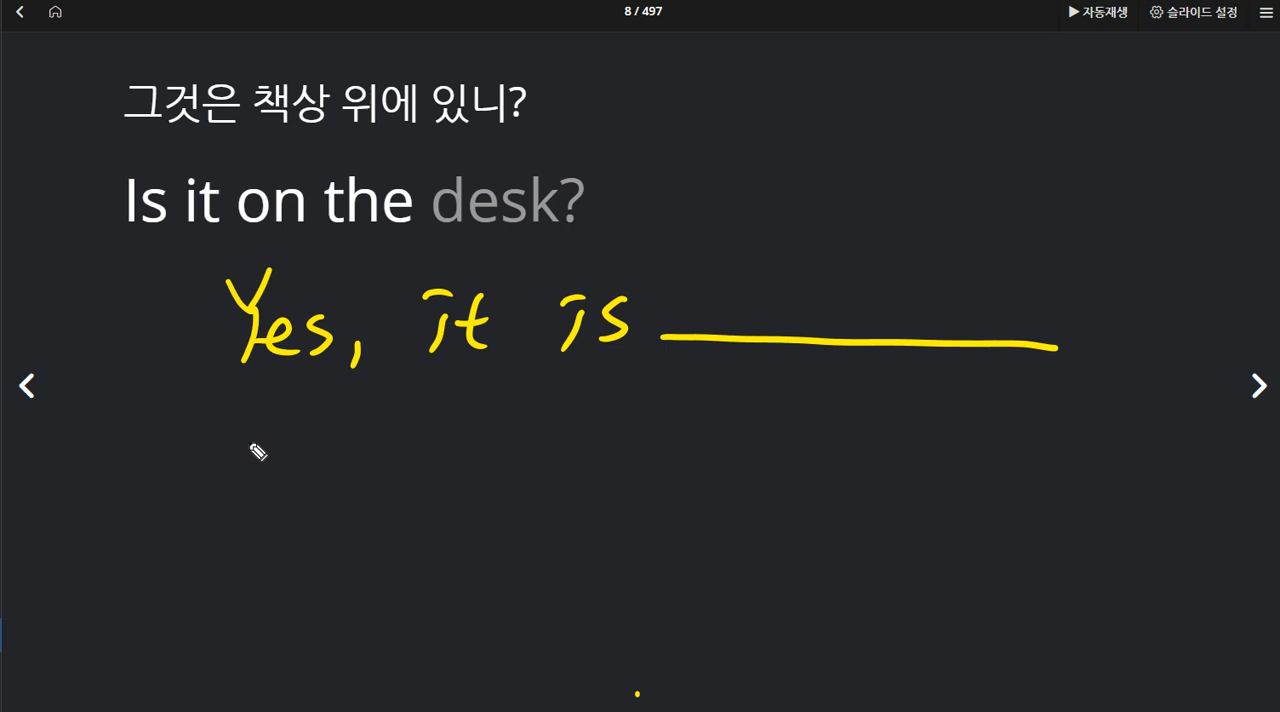 8 / 497
자동재생
슬라이드 설정
그것은 책상 위에 있니?
Is it on the desk?
Yes, it is